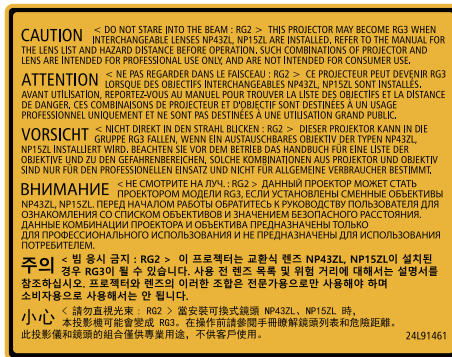 CAUTION < DO NOT STARE INTO THE BEAM : RG2 > THIS PROJECTOR MAY BECOME RG3 WHEN
INTERCHANGEABLE LENSES NP43ZL, NP15ZL ARE INSTALLED. REFER TO THE MANUAL FOR
THE LENS LIST AND HAZARD DISTANCE BEFORE OPERATION. SUCH COMBINATIONS OF PROJECTOR AND
LENS ARE INTENDED FOR PROFESSIONAL USE ONLY, AND ARE NOT INTENDED FOR CONSUMER USE.
ATTENTION < NE PAS REGARDER DANS LE FAISCEAU : RG2 > CE PROJECTEUR PEUT DEVENIR RG3
LORSQUE DES OBJECTIFS INTERCHANGEABLES NP43ZL, NP15ZL SONT INSTALLÉS.
AVANT UTILISATION, REPORTEZ-VOUS AU MANUEL POUR TROUVER LA LISTE DES OBJECTIFS ET LA DISTANCE
DE DANGER. CES COMBINAISONS DE PROJECTEUR ET D'OBJECTIF SONT DESTINÉES À UN USAGE
PROFESSIONNEL UNIQUEMENT ET NE SONT PAS DESTINÉES À UNE UTILISATION GRAND PUBLIC.
VORSICHT < NICHT DIREKT IN DEN STRAHL BLICKEN : RG2 > DIESER PROJEKTOR KANN IN DIE
GRUPPE RG3 FALLEN, WENN EIN AUSTAUSCHBARES OBJEKTIV DER TYPEN NP43ZL,
NP15ZL INSTALLIERT WIRD. BEACHTEN SIE VOR DEM BETRIEB DAS HANDBUCH FÜR EINE LISTE DER
OBJEKTIVE UND ZU DEN GEFAHRENBEREICHEN, SOLCHE KOMBINATIONEN AUS PROJEKTOR UND OBJEKTIV
SIND NUR FÜR DEN PROFESSIONELLEN EINSATZ UND NICHT FÜR ALLGEMEINE VERBRAUCHER BESTIMMT.
ВНИМАНИЕ < НЕ СМОТРИТЕ НА ЛУЧ. : RG2 > ДАННЫЙ ПРОЕКТОР МОЖЕТ СТАТЬ
ПРОЕКТОРОМ МОДЕЛИ RG3, ЕСЛИ УСТАНОВЛЕНЫ СМЕННЫЕ ОБЪЕКТИВЫ
NP43ZL, NP15ZL. ПЕРЕД НАЧАЛОМ РАБОТЫ ОБРАТИТЕСЬ К РУКОВОДСТВУ ПОЛЬЗОВАТЕЛЯ ДЛЯ
ОЗНАКОМЛЕНИЯ СО СПИСКОМ ОБЪЕКТИВОВ И ЗНАЧЕНИЕМ БЕЗОПАСНОГО РАССТОЯНИЯ.
ДАННЫЕ КОМБИНАЦИИ ПРОЕКТОРА И ОБЪЕКТИВА ПРЕДНАЗНАЧЕНЫ ТОЛЬКО
ДЛЯ ПРОФЕССИОНАЛЬНОГО ИСПОЛЬЗОВАНИЯ И НЕ ПРЕДНАЗНАЧЕНЫ ДЛЯ ИСПОЛЬЗОВАНИЯ
ПОТРЕБИТЕЛЕМ.
주의 < 빔 응시 금지 : RG2 > 이 프로젝터는 교환식 렌즈 NP43ZL, NP15ZL이 설치된
경우 RG3이 될 수 있습니다. 사용 전 렌즈 목록 및 위험 거리에 대해서는 설명서를
참조하십시오. 프로젝터와 렌즈의 이러한 조합은 전문가용으로만 사용해야 하며
소비자용으로 사용해서는 안 됩니다.
小心 < 請勿直視光束 : RG2 > 當安裝可換式鏡頭 NP43ZL、NP15ZL 時,
本投影機可能會變成 RG3。在操作前請參閱手冊瞭解鏡頭列表和危險距離。
此投影儀和鏡頭的組合僅供專業用途，不供客戶使用。
24L91461